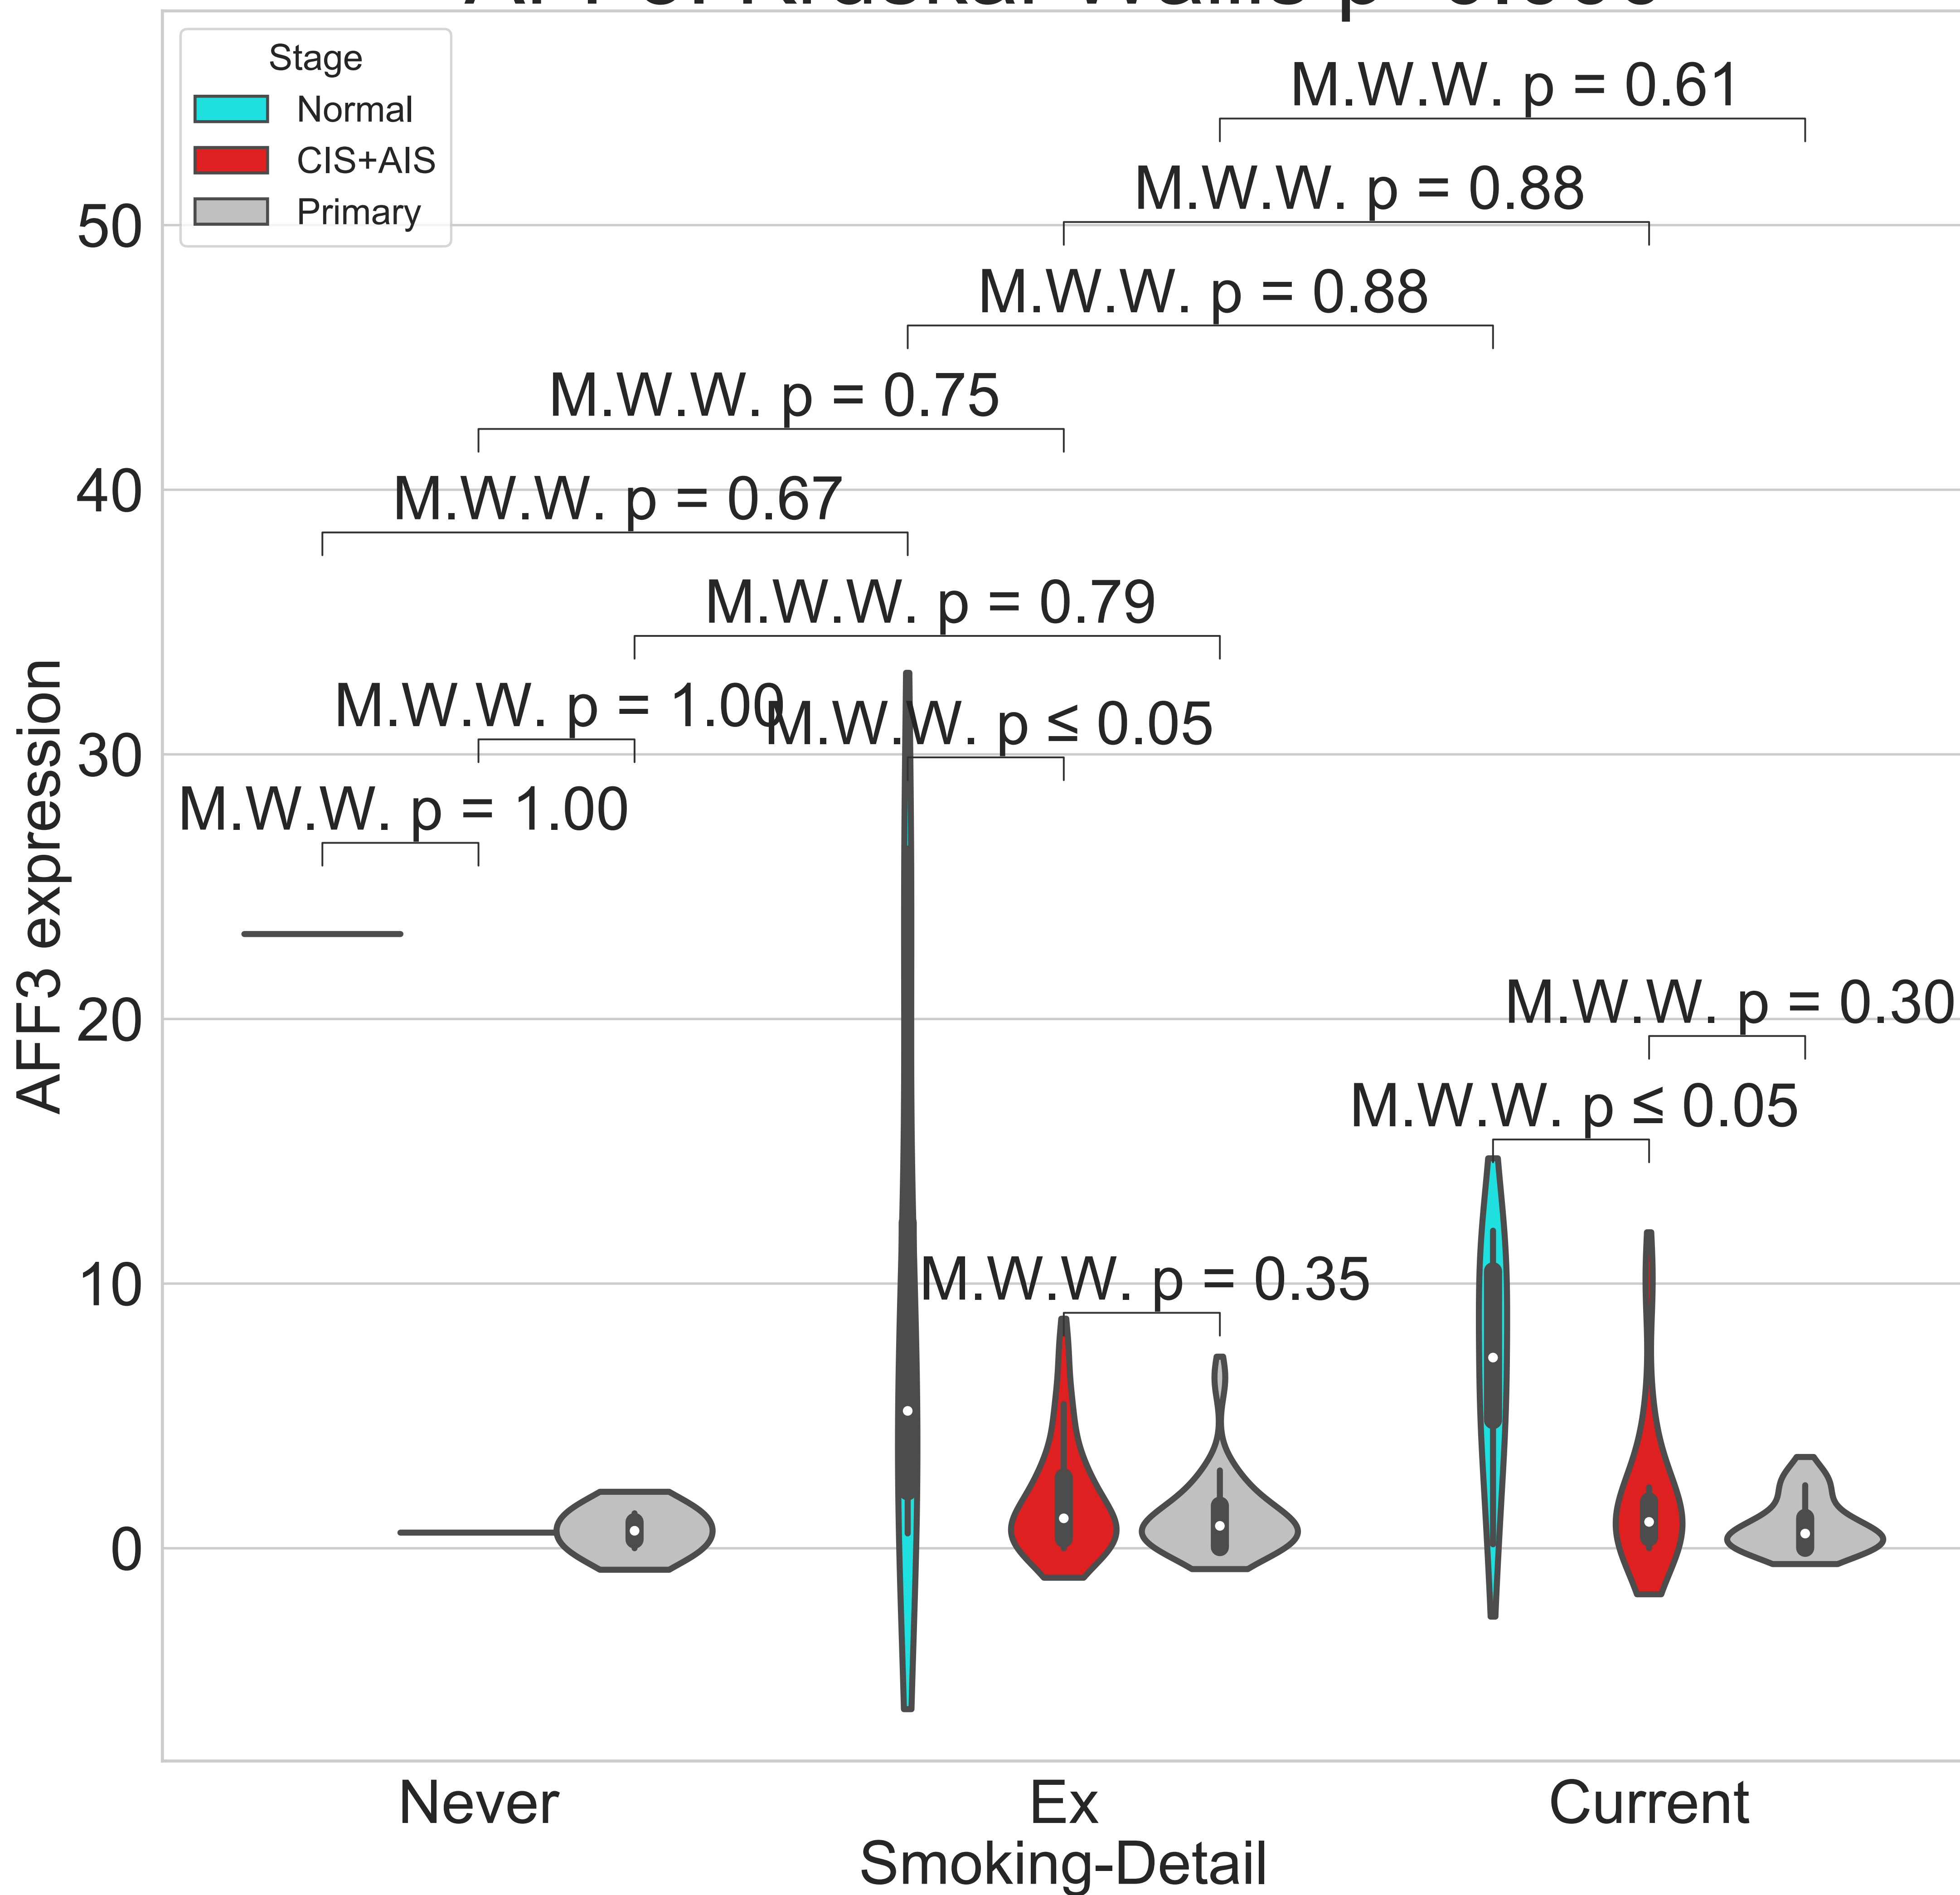 Stage
Normal
CIS+AIS
Primary
M.W.W. p = 0.61
M.W.W. p = 0.88
M.W.W. p = 0.88
M.W.W. p = 0.75
M.W.W. p = 0.67
M.W.W. p = 0.79
M.W.W. p = 1.00
M.W.W. p ≤ 0.05
M.W.W. p = 1.00
M.W.W. p = 0.30
M.W.W. p ≤ 0.05
M.W.W. p = 0.35
AFF3 expression
50
40
30
20
10
0
Never
Ex
Current
Smoking-Detail